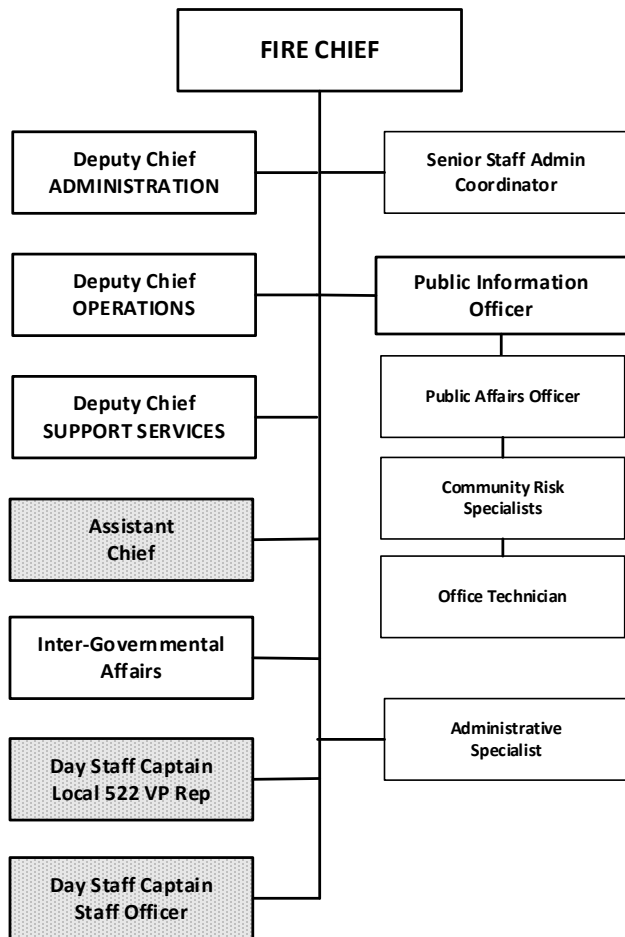 FIRE CHIEF
Deputy Chief
ADMINISTRATION
Senior Staff Admin
Coordinator
Deputy Chief
OPERATIONS
Public Information
Officer
Deputy Chief
SUPPORT SERVICES
Public Affairs Officer
Community Risk
Specialists
Assistant
Chief
Office Technician
Inter-Governmental
Affairs
Administrative
Specialist
Day Staff Captain
Local 522 VP Rep
Day Staff Captain
Staff Officer